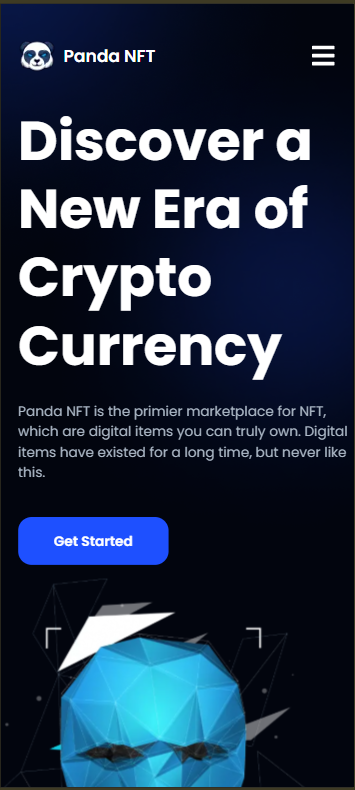 Panda NFT
Discover a
New Era of
Crypto
Currency
Panda NFT is the primier marketplace for NFT,
which are digital items you can truly own. Digital
items have existed for a long time, but never like
this.
Get Started